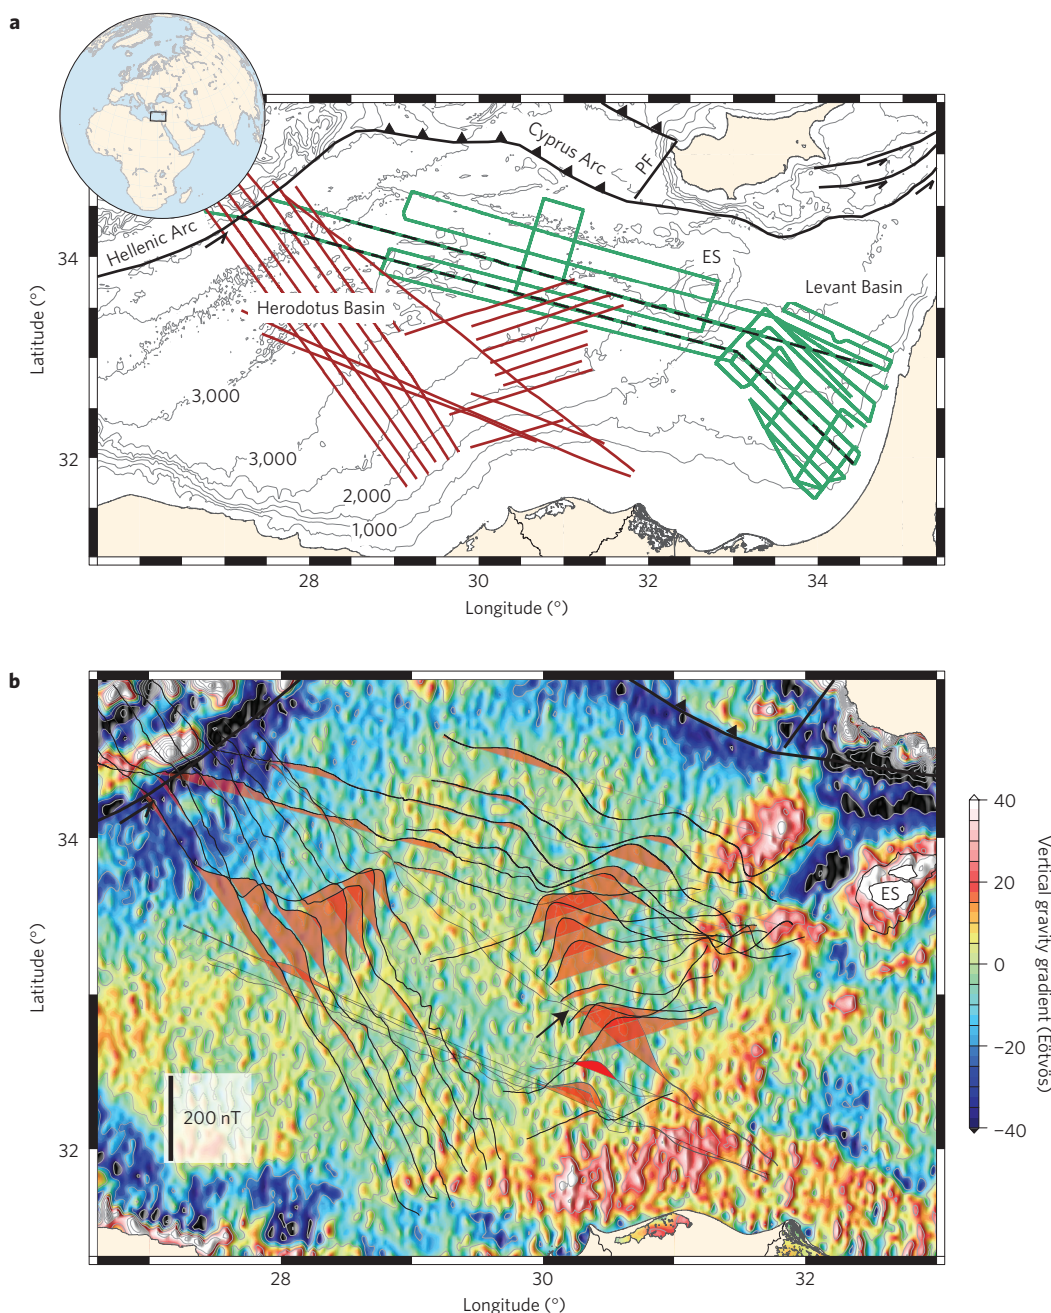 a
Cyprus Arc
PF
Hellenic Arc
34
ES
Levant Basin
Herodotus Basin
Latitude (°)
3,000
3,000
32
2,000
1,000
28
30
32
34
Longitude (°)
b
40
34
20
ES
0
Vertical gravity gradient (Eötvös)
Latitude (°)
−20
200 nT
−40
32
28
30
32
Longitude (°)